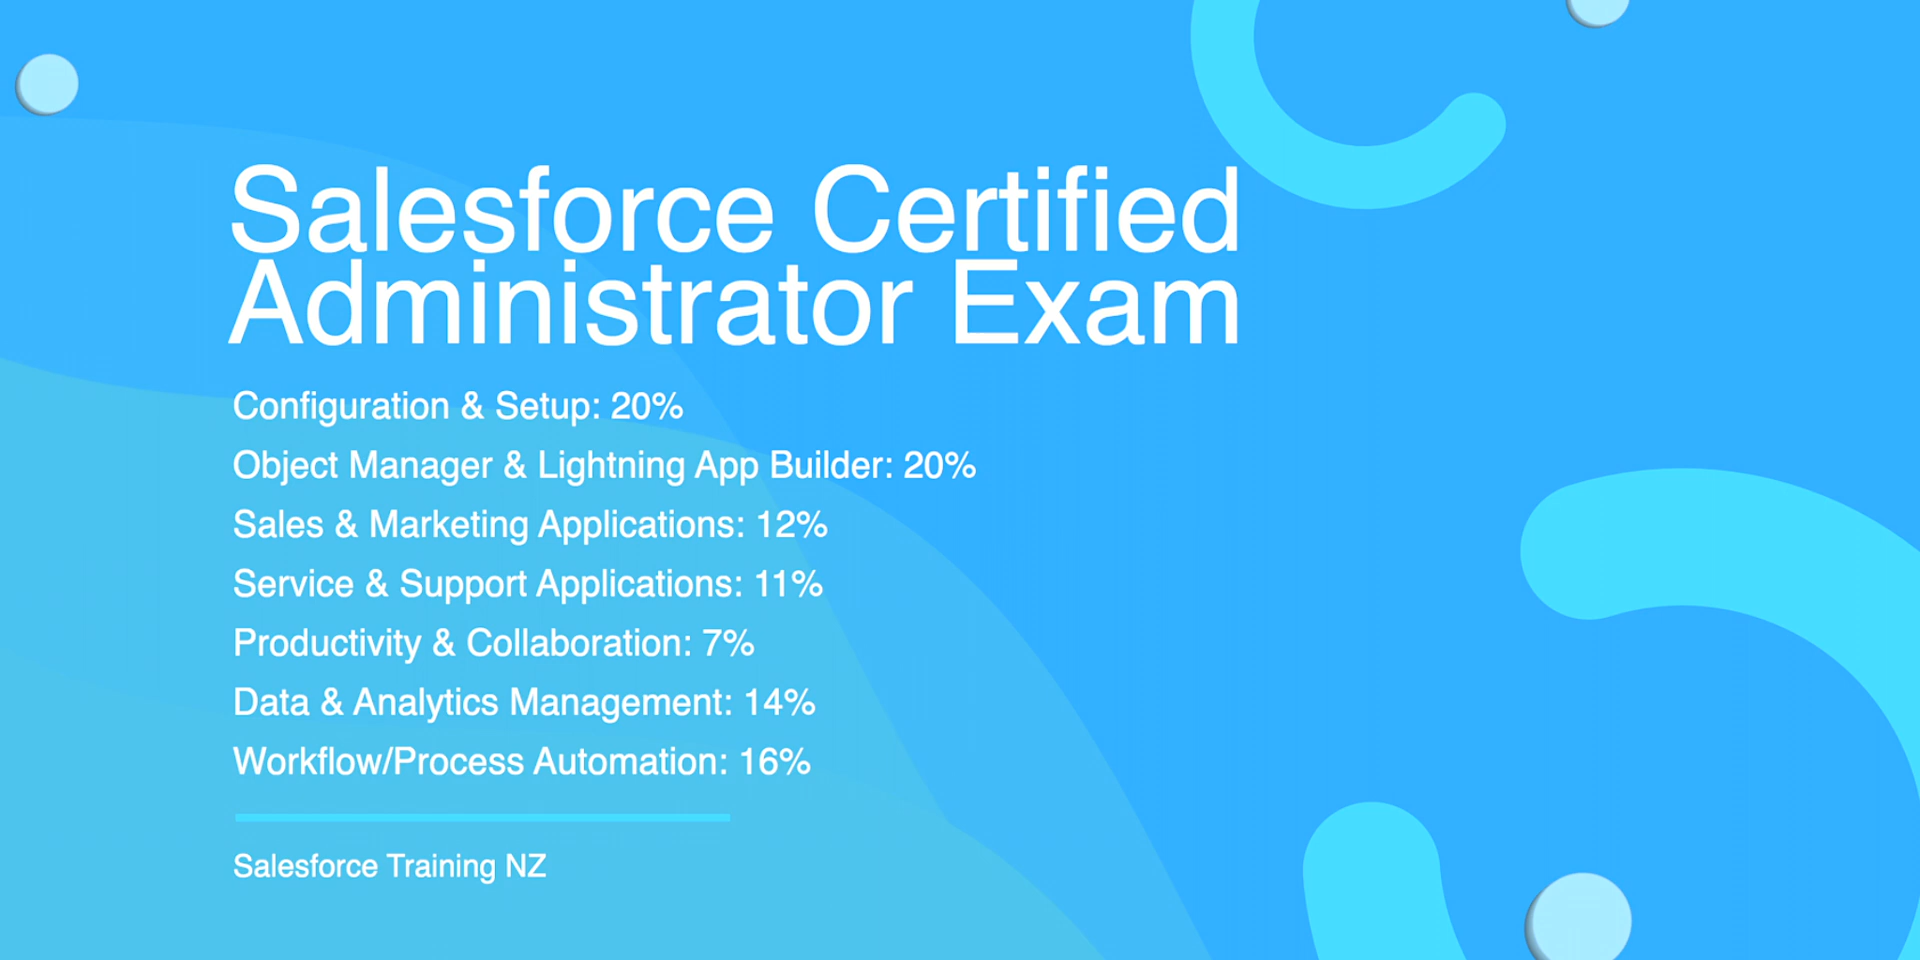 Salesforce Certified
Administrator Exam
Configuration & Setup: 20%
Object Manager & Lightning App Builder: 20%
Sales & Marketing Applications: 12%
Service & Support Applications: 11%
Productivity & Collaboration: 7%
Data & Analytics Management: 14%
Workflow/Process Automation: 16%
Salesforce Training NZ